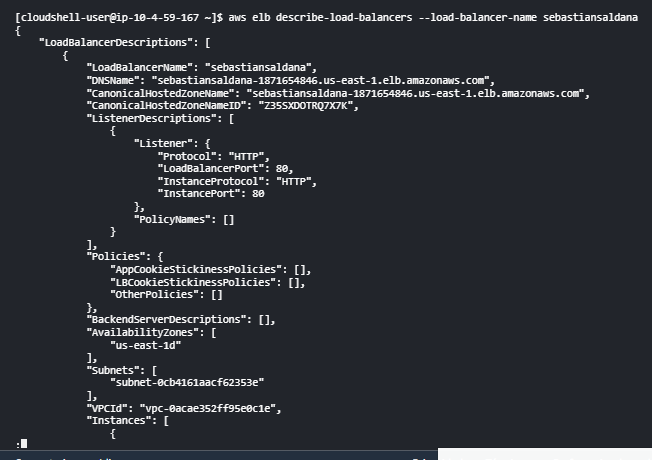 [cloudshell-user@ip-10-4-59-167 ~]$ aws elb describe-load-balancers --load-balancer-name sebastiansaldana
{
    "LoadBalancerDescriptions": [
        {
            "LoadBalancerName": "sebastiansaldana",
            "DNSName": "sebastiansaldana-1871654846.us-east-1.elb.amazonaws.com",
            "CanonicalHostedZoneName": "sebastiansaldana-1871654846.us-east-1.elb.amazonaws.com",
            "CanonicalHostedZoneNameID": "Z35SXDOTRQ7X7K",
            "ListenerDescriptions": [
                {
                    "Listener": {
                        "Protocol": "HTTP",
                        "LoadBalancerPort": 80,
                        "InstanceProtocol": "HTTP",
                        "InstancePort": 80
                    },
                    "PolicyNames": []
                }
            ],
            "Policies": {
                "AppCookieStickinessPolicies": [],
                "LBCookieStickinessPolicies": [],
                "OtherPolicies": []
            },
            "BackendServerDescriptions": [],
            "AvailabilityZones": [
                "us-east-1d"
            ],
            "Subnets": [
                "subnet-0cb4161aacf62353e"
            ],
            "VPCId": "vpc-0acae352ff95e0c1e",
            "Instances": [
                {
: